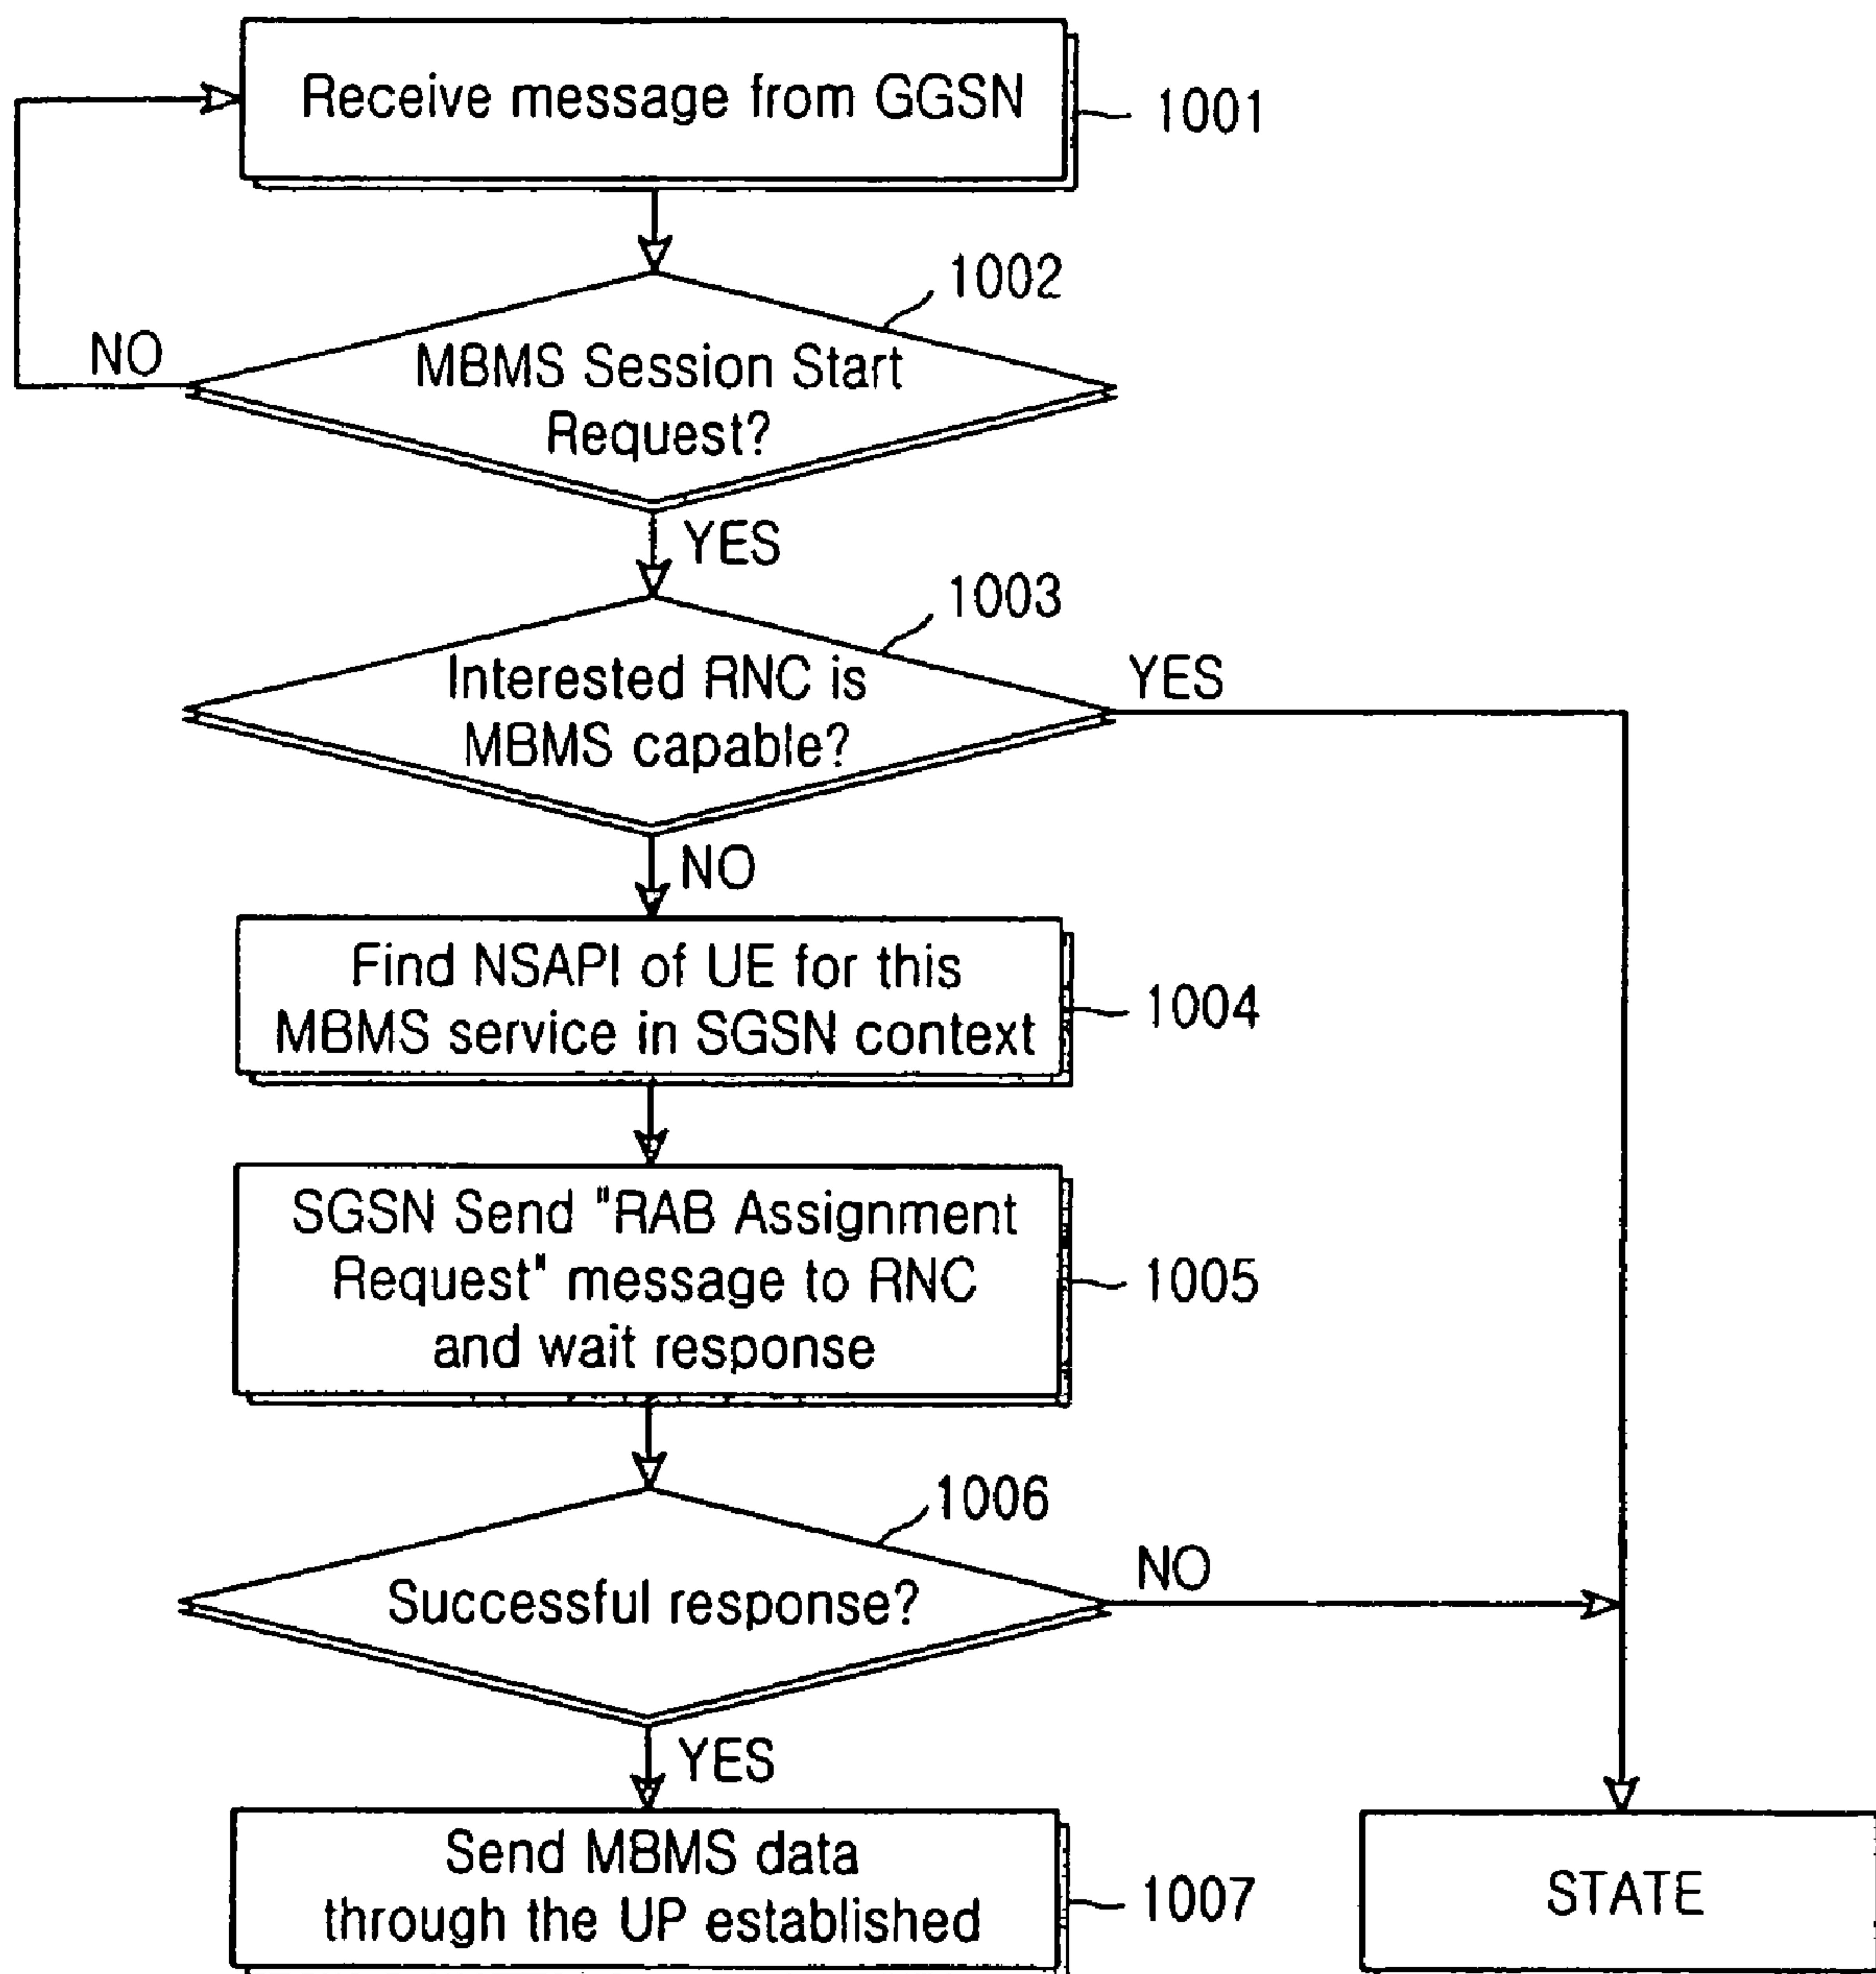 Receive message from GGSN
1001
1002
NO
MBMS Session Start
Request?
YES
1003
Interested RNC is
MBMS capable?
YES
NO
Find NSAPI of UE for this
MBMS service in SGSN context
1004
SGSN Send "RAB Assignment
Request" message to RNC
and wait response
1005
1006
Successful response?
NO
YES
Send MBMS data
through the UP established
1007
STATE